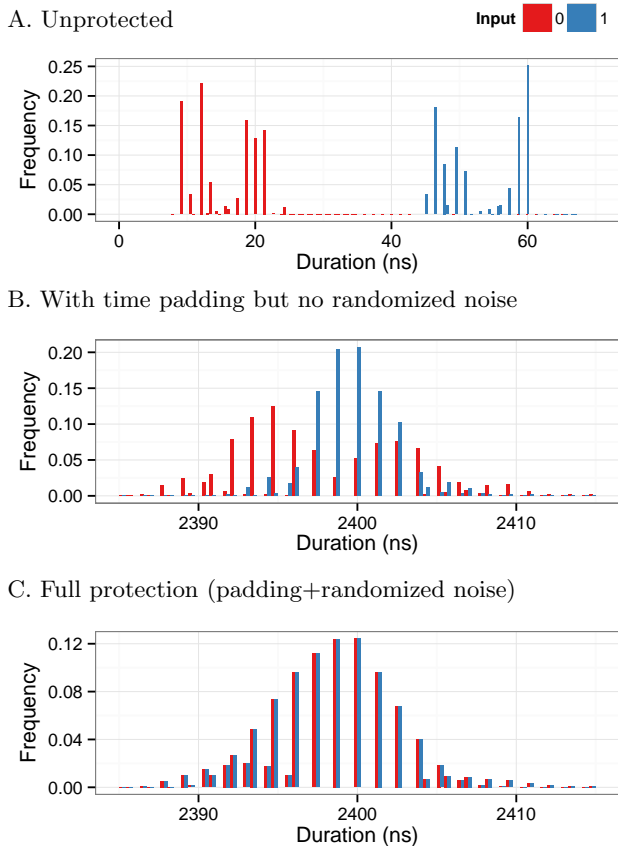 A. Unprotected
Input 0 1
0.25
0.20
0.15
0.10
0.05
0.00
Frequency
0 20 40 60
Duration (ns)
B. With time padding but no randomized noise
0.20
0.15
0.10
0.05
0.00
Frequency
2390 2400 2410
Duration (ns)
C. Full protection (padding+randomized noise)
0.12
0.08
0.04
0.00
Frequency
2390 2400 2410
Duration (ns)